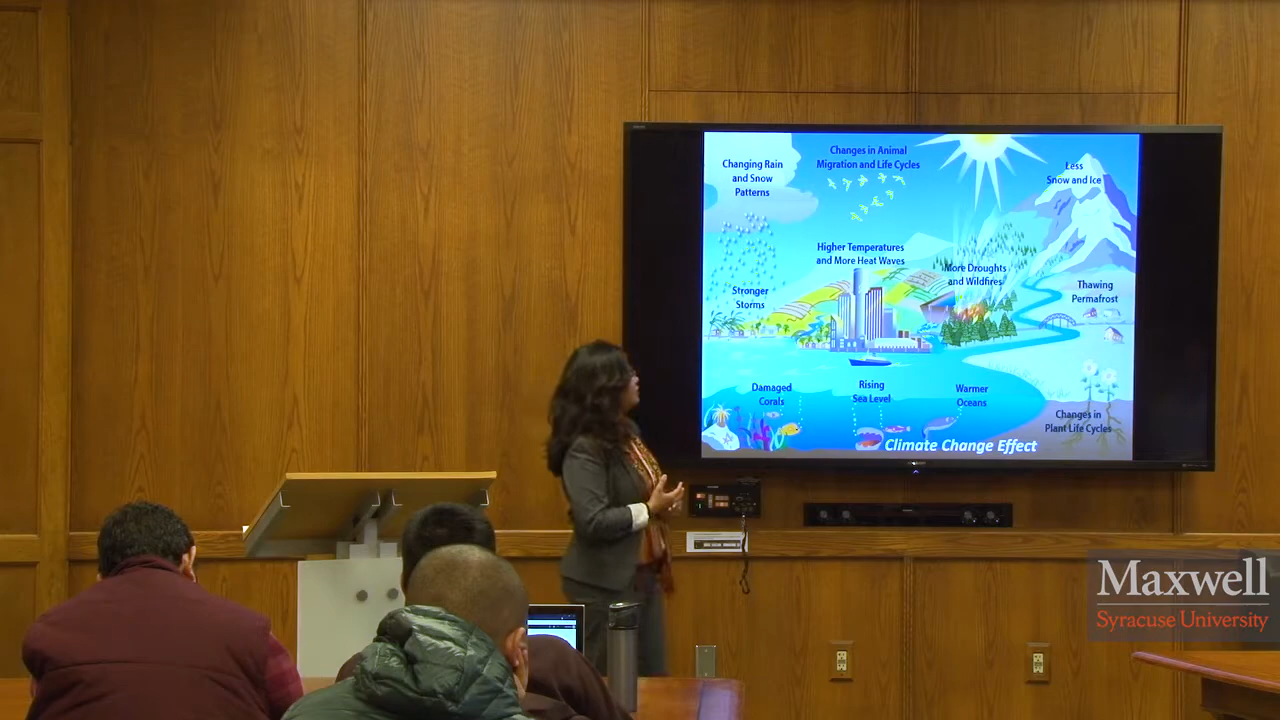 Changes in Animal
Migration and Life Cycles
Changing Rain
and Snow
Patterns
Less
Snow and Ice
Higher Temperatures
and More Heat Waves
More Droughts
and Wildfires
Stronger
Storms
Thawing
Permafrost
Damaged
Corals
Rising
Sea Level
Warmer
Oceans
Changes in
Plant Life Cycles
Climate Change Effect
Maxwell
Syracuse University